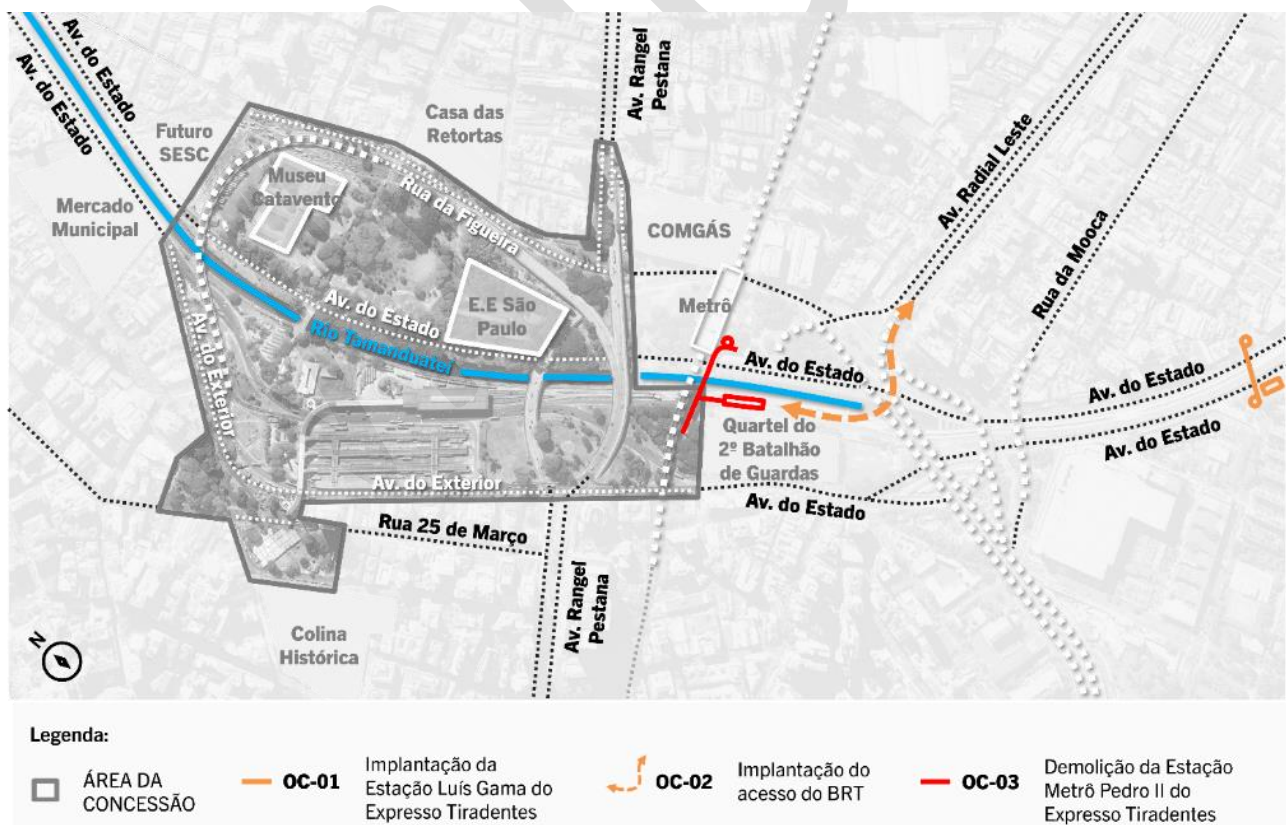 Av. do Estado
Av. do Estado
Futuro
SESC
Mercado
Municipal
Casa das
Retortas
Av. Rangel
Pestana
Museu
Catavento
Rua da Figueira
COMGÁS
Metrô
Av. Radial Leste
Rua da Mooca
Av. do Estado
E.E São
Paulo
Rio Tamanduateí
Av. do Exterior
Av. do Estado
Av. do Estado
Av. do Estado
Quartel do
2º Batalhão
de Guardas
Av. do Exterior
Av. do Estado
Rua 25 de Março
Av. Rangel
Pestana
Colina
Histórica
N
Legenda:
ÁREA DA
CONCESSÃO
OC-01
Implantação da
Estação Luís Gama do
Expresso Tiradentes
OC-02
Implantação do
acesso do BRT
OC-03
Demolição da Estação
Metrô Pedro II do
Expresso Tiradentes